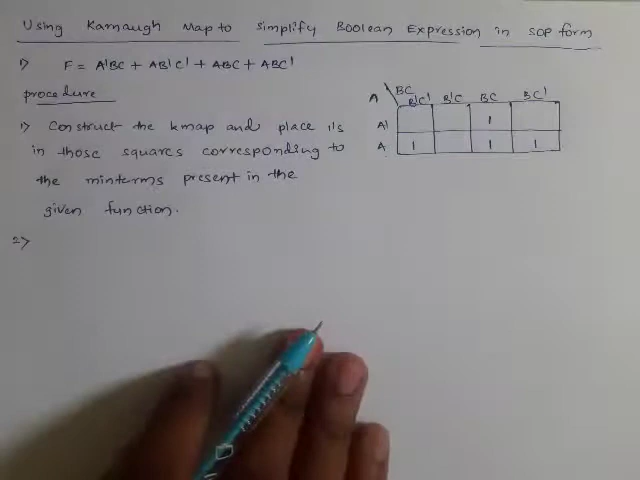 Using Karnaugh Map to simplify Boolean Expression in SOP form
1) F = A'BC + AB'C' + ABC + ABC'
procedure
1) Construct the kmap and place 1's
in those squares corresponding to
the minterms present in the
given function.
2)
BC
A B'C' B'C BC BC'
A' 1
A 1 1 1